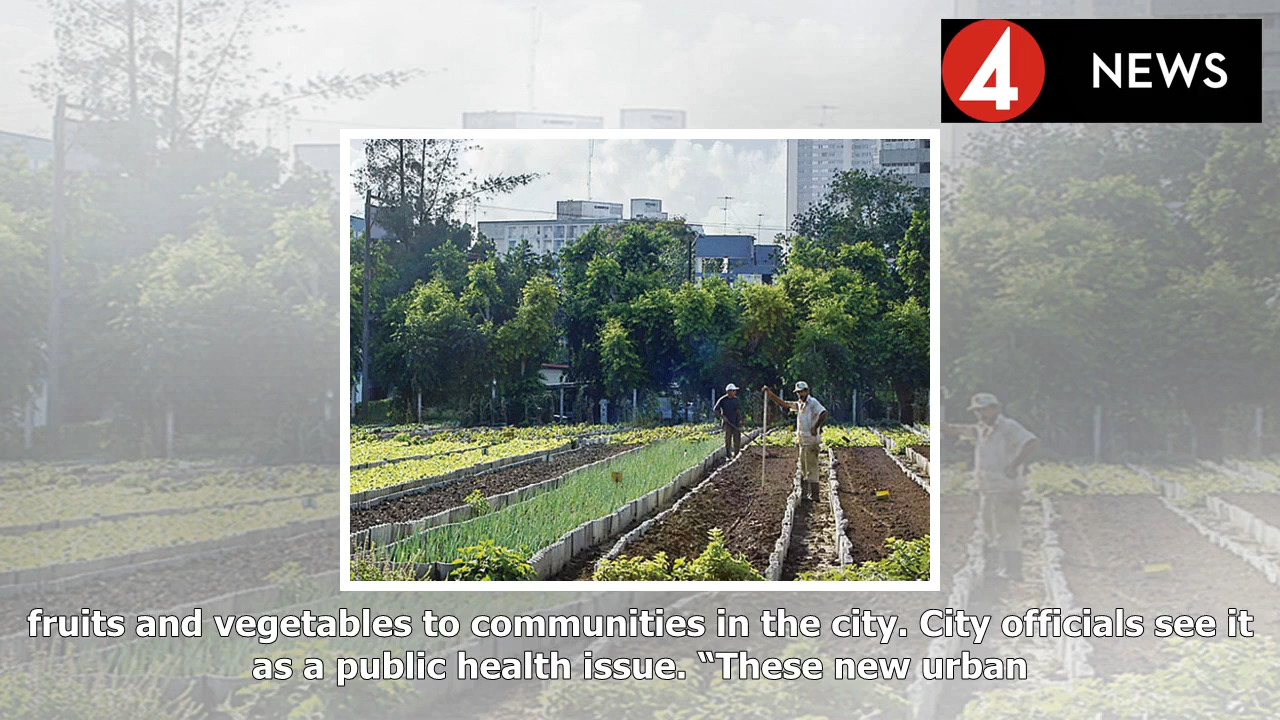 4 NEWS
fruits and vegetables to communities in the city. City officials see it
as a public health issue. “These new urban